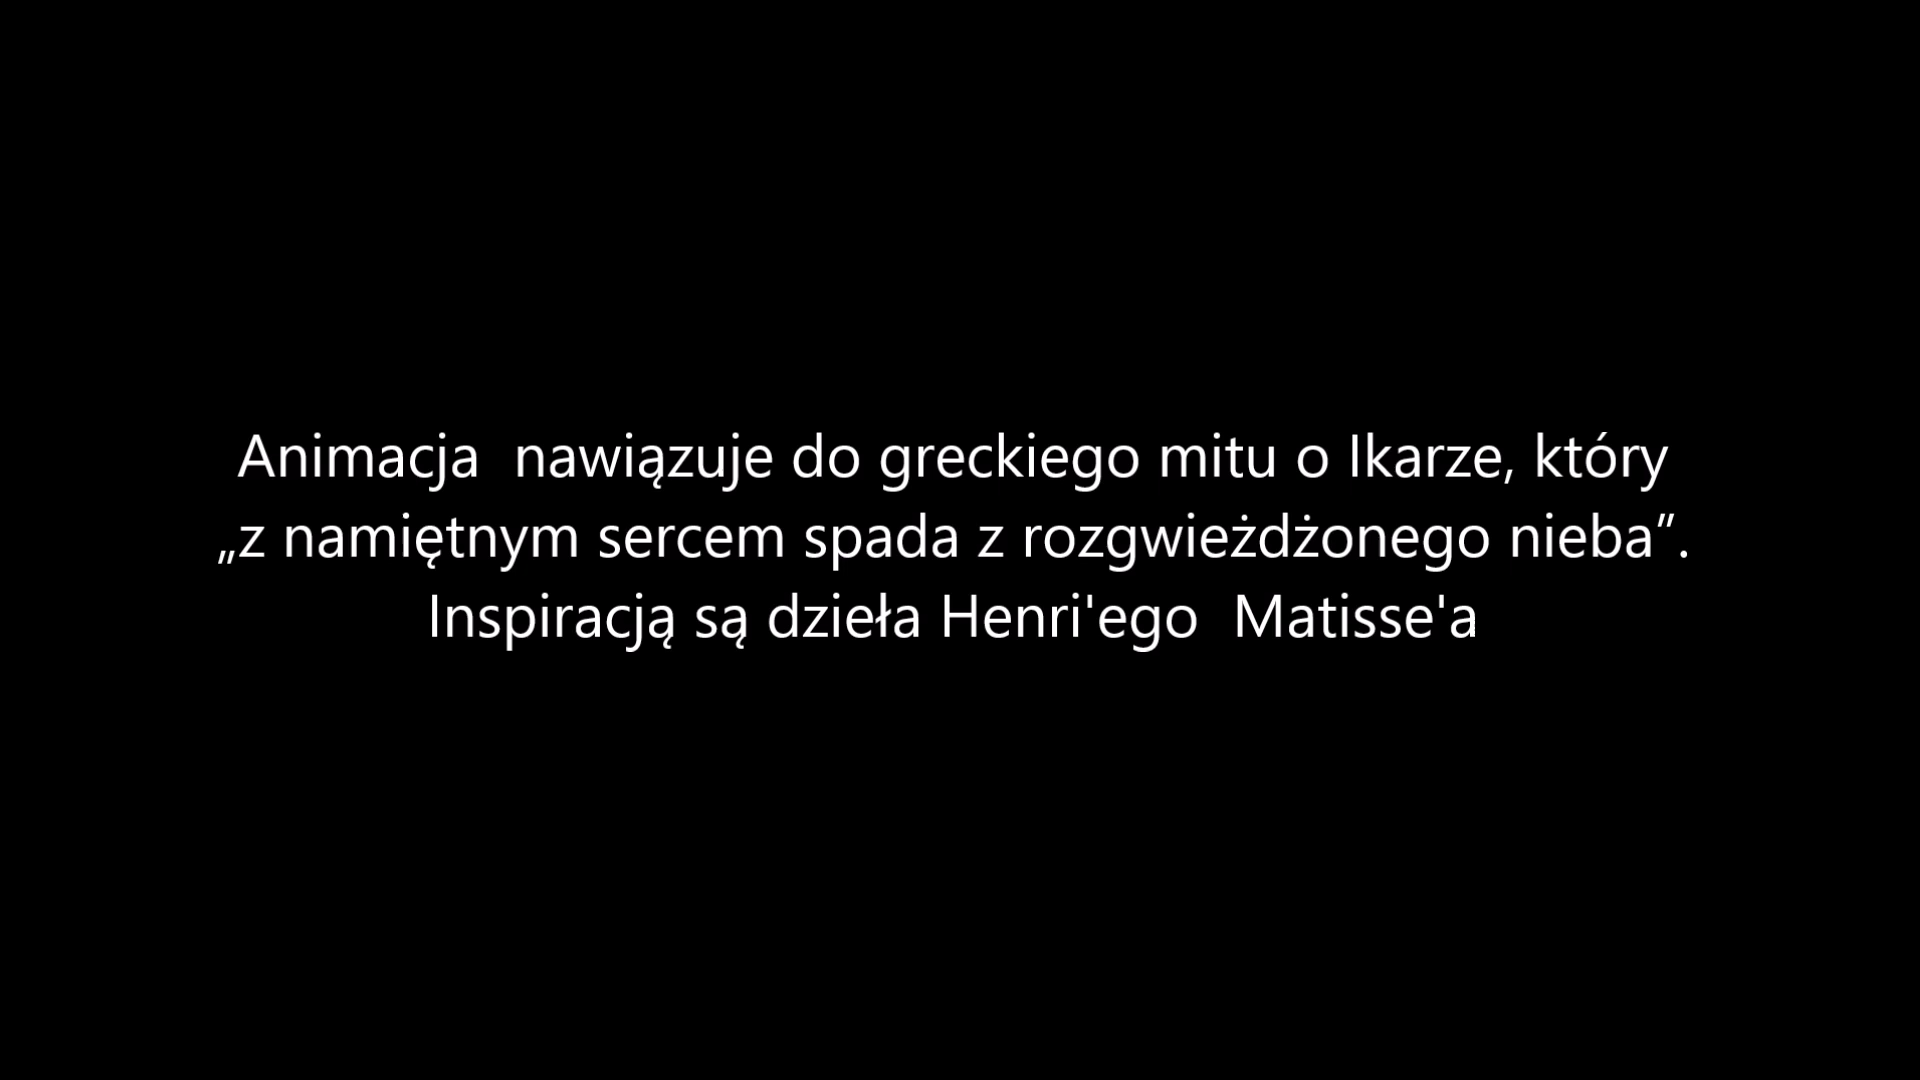 Animacja  nawiązuje do greckiego mitu o Ikarze, który
„z namiętnym sercem spada z rozgwieżdżonego nieba”.
Inspiracją są dzieła Henri'ego  Matisse'a